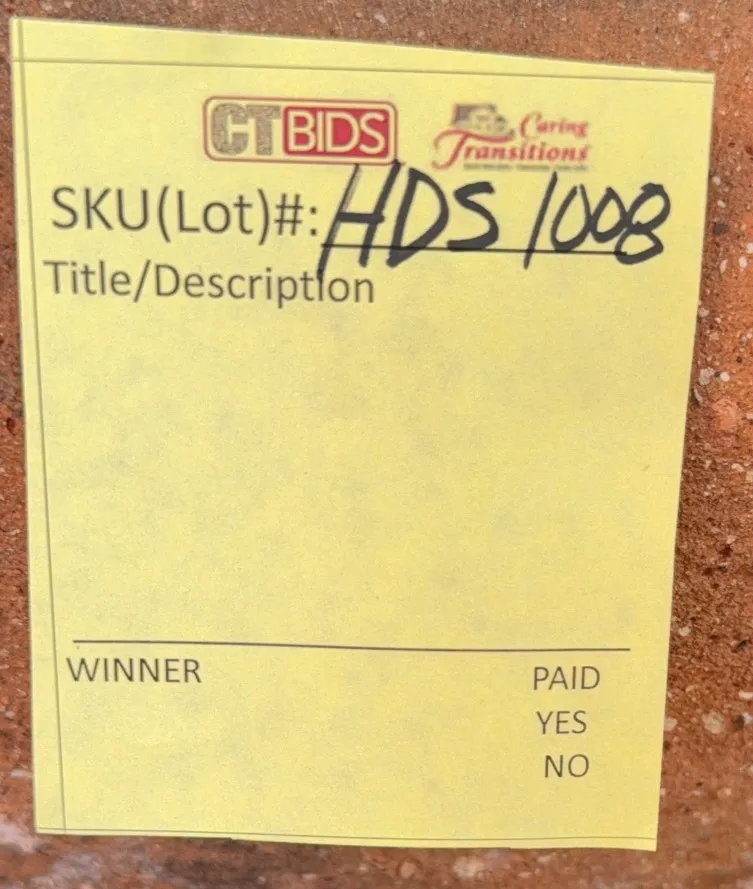 CTBIDS Caring Transitions
SKU(Lot)#: HDS 1008
Title/Description
WINNER PAID
YES
NO